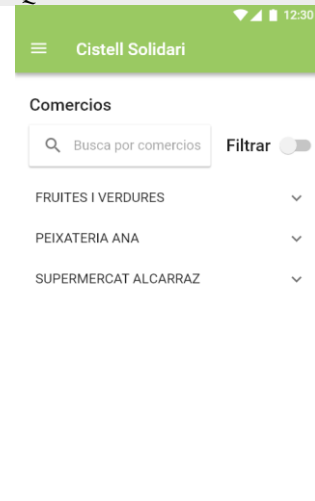 12:30
Cistell Solidari
Comercios
Busca por comercios
Filtrar
FRUITES I VERDURES
PEIXATERIA ANA
SUPERMERCAT ALCARRAZ